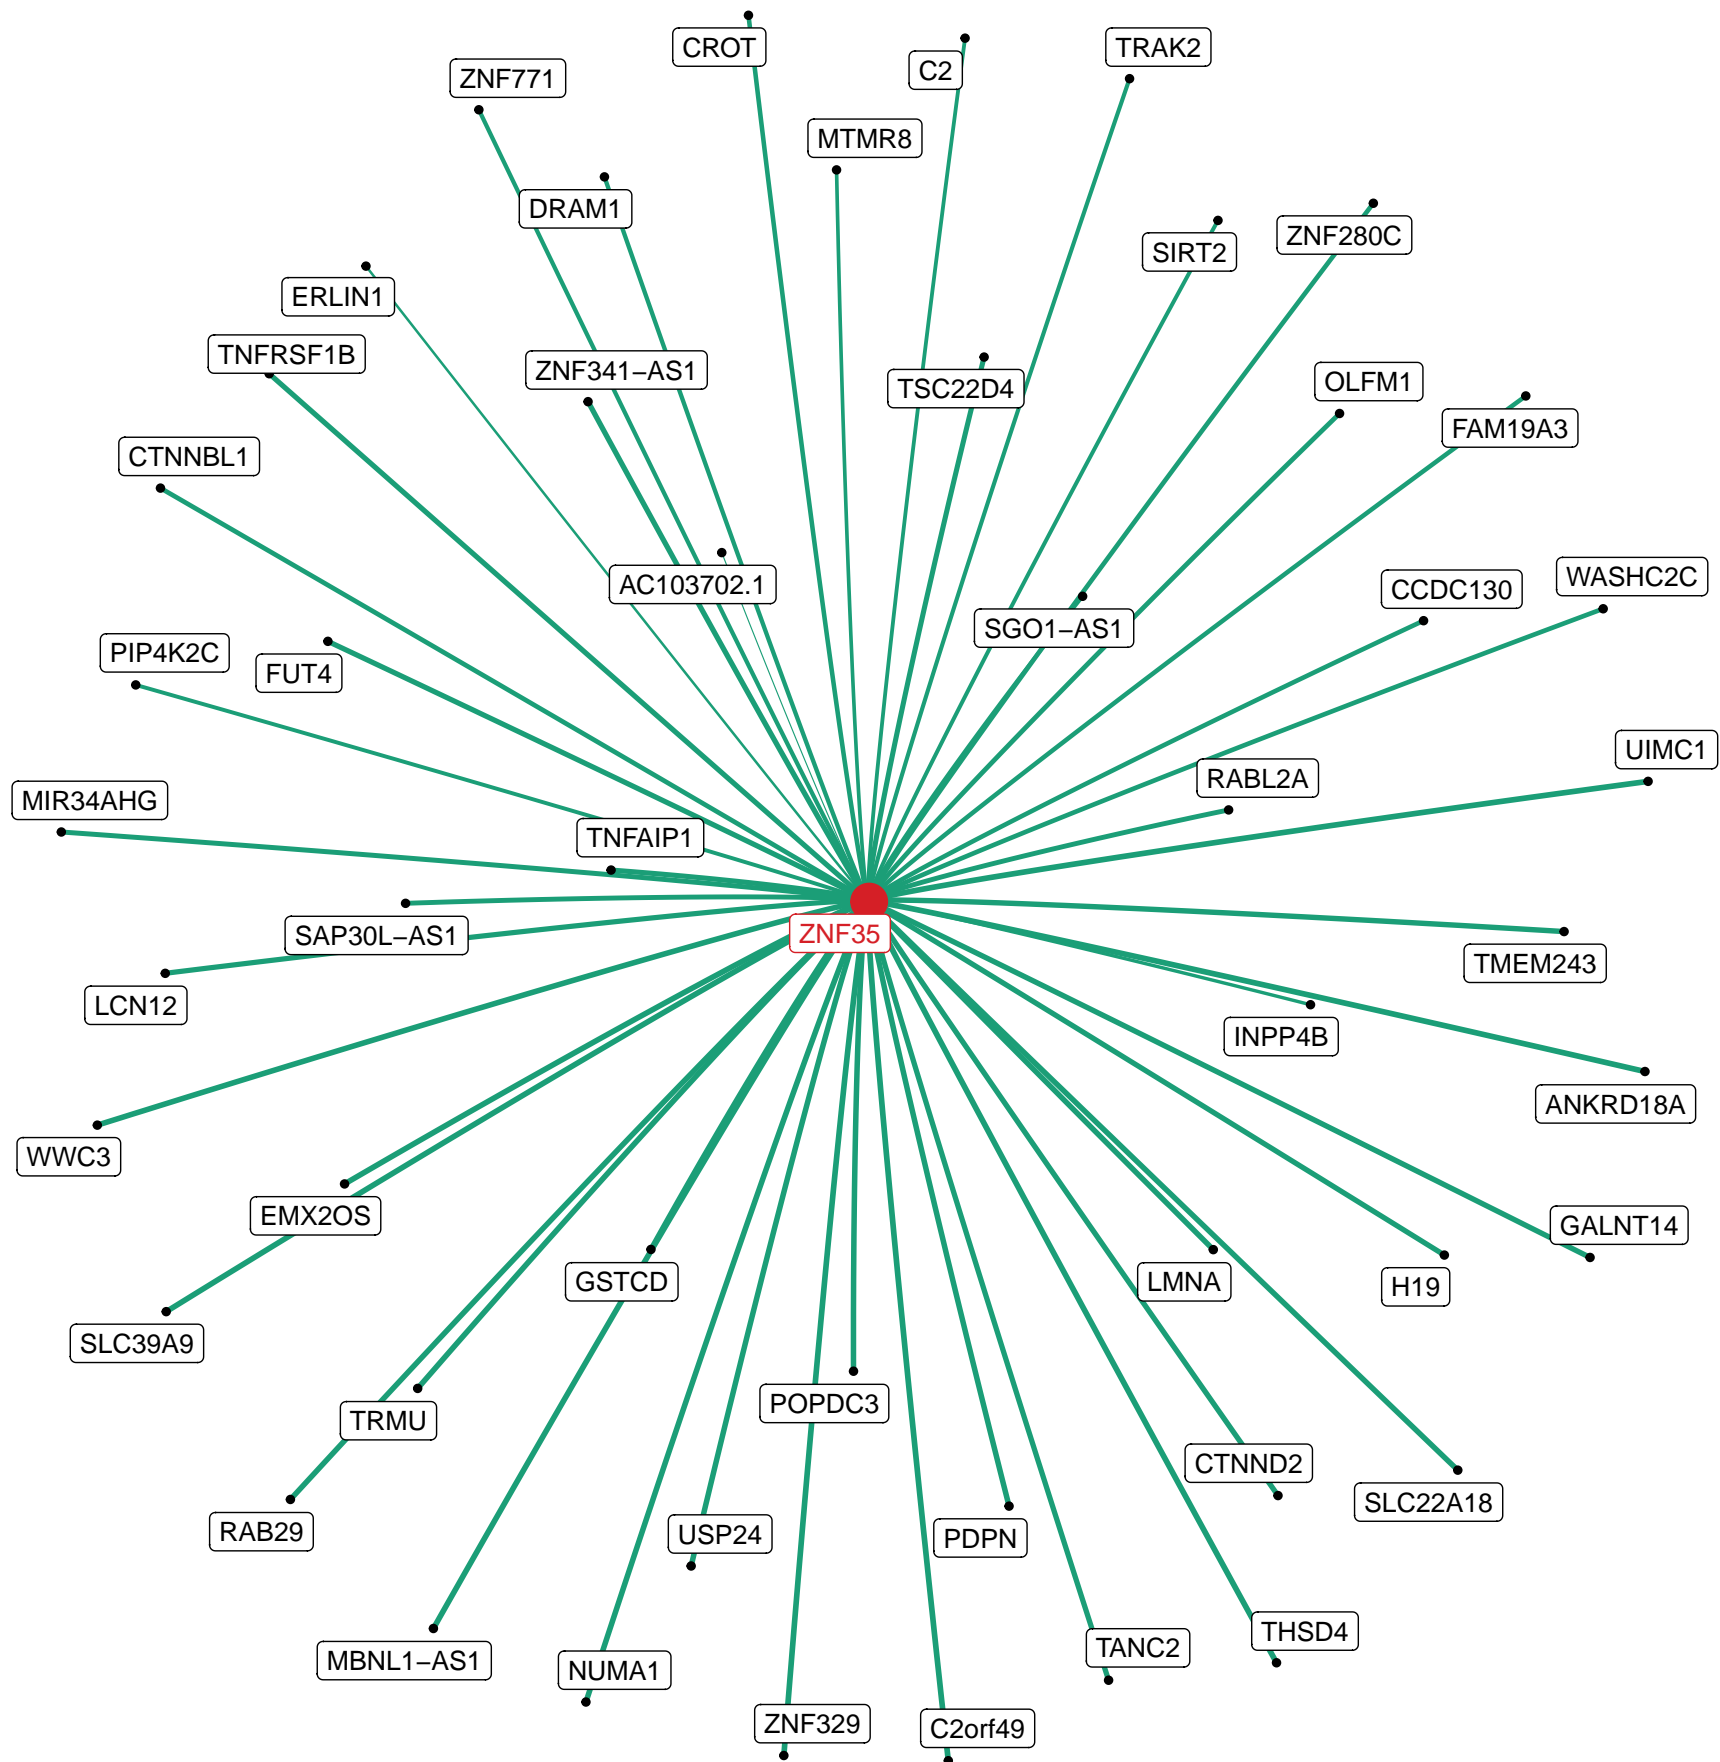 CROT
TRAK2
C2
ZNF771
MTMR8
DRAM1
ZNF280C
SIRT2
ERLIN1
TNFRSF1B
ZNF341−AS1
OLFM1
TSC22D4
FAM19A3
CTNNBL1
WASHC2C
AC103702.1
CCDC130
SGO1−AS1
PIP4K2C
FUT4
UIMC1
RABL2A
MIR34AHG
TNFAIP1
ZNF35
SAP30L−AS1
TMEM243
LCN12
INPP4B
ANKRD18A
WWC3
EMX2OS
GALNT14
GSTCD
LMNA
H19
SLC39A9
POPDC3
TRMU
CTNND2
SLC22A18
RAB29
USP24
PDPN
THSD4
TANC2
MBNL1−AS1
NUMA1
ZNF329
C2orf49